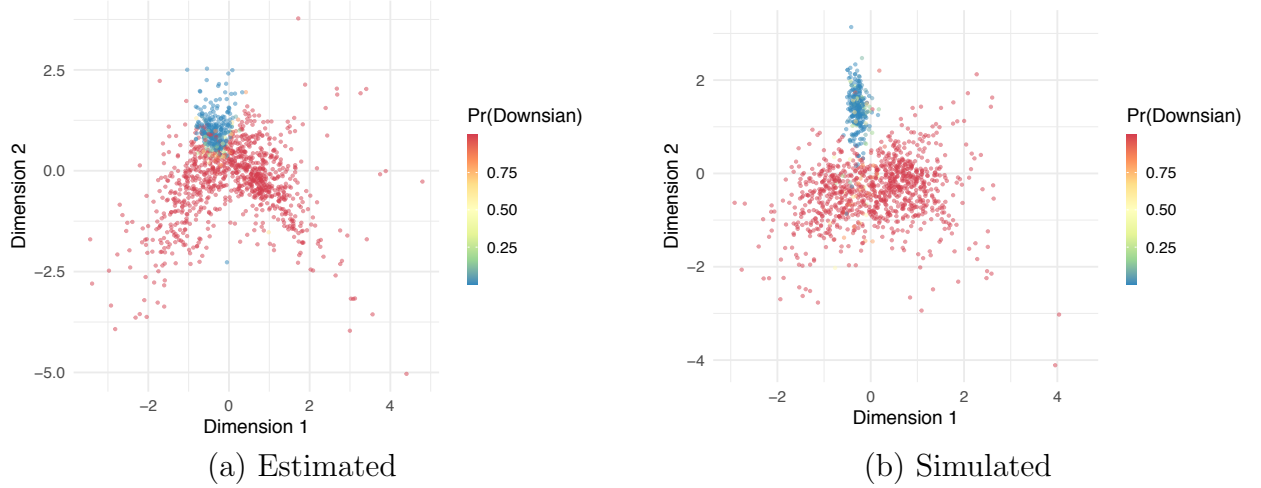 2.5
0.0
−2.5
−5.0
Dimension 2
−2
0
2
4
Dimension 1
Pr(Downsian)
0.75
0.50
0.25
(a) Estimated
2
0
−2
−4
Dimension 2
−2
0
2
4
Dimension 1
Pr(Downsian)
0.75
0.50
0.25
(b) Simulated